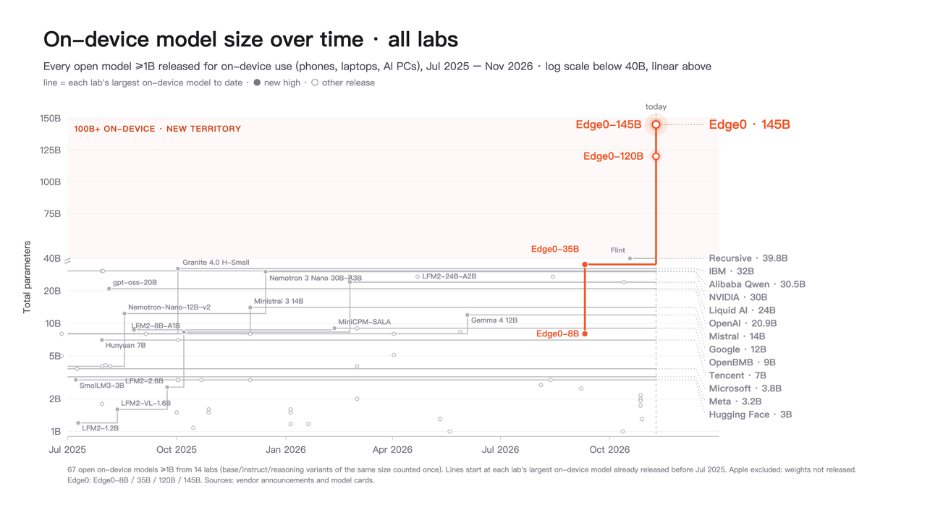 On–device model size over time · all labs
Every open model ≥1B released for on–device use (phones, laptops, AI PCs), Jul 2025 — Nov 2026 · log scale below 40B, linear above
line = each lab's largest on–device model to date · new high · other release
today
150B
100B+ ON–DEVICE · NEW TERRITORY
Edge0–145B
Edge0 · 145B
125B
Edge0–120B
100B
75B
Total parameters
40B
Edge0–35B
Flint
Recursive · 39.8B
Granite 4.0 H–Small
IBM · 32B
Nemotron 3 Nano 30B–A3B
LFM2–24B–A2B
Alibaba Qwen · 30.5B
gpt–oss–20B
20B
NVIDIA · 30B
Ministral 3 14B
Nemotron–Nano–12B–v2
Liquid AI · 24B
10B
LFM2–8B–A1B
MiniCPM–SALA
Gemma 4 12B
OpenAI · 20.9B
Edge0–8B
Mistral · 14B
Hunyuan 7B
Google · 12B
5B
OpenBMB · 9B
Tencent · 7B
SmolLM3–3B
LFM2–2.6B
Microsoft · 3.8B
2B
LFM2–VL–1.6B
Meta · 3.2B
LFM2–1.2B
Hugging Face · 3B
1B
Jul 2025
Oct 2025
Jan 2026
Apr 2026
Jul 2026
Oct 2026
67 open on–device models ≥1B from 14 labs (base/instruct/reasoning variants of the same size counted once). Lines start at each lab's largest on–device model already released before Jul 2025. Apple excluded: weights not released.
Edge0: Edge0–8B / 35B / 120B / 145B. Sources: vendor announcements and model cards.